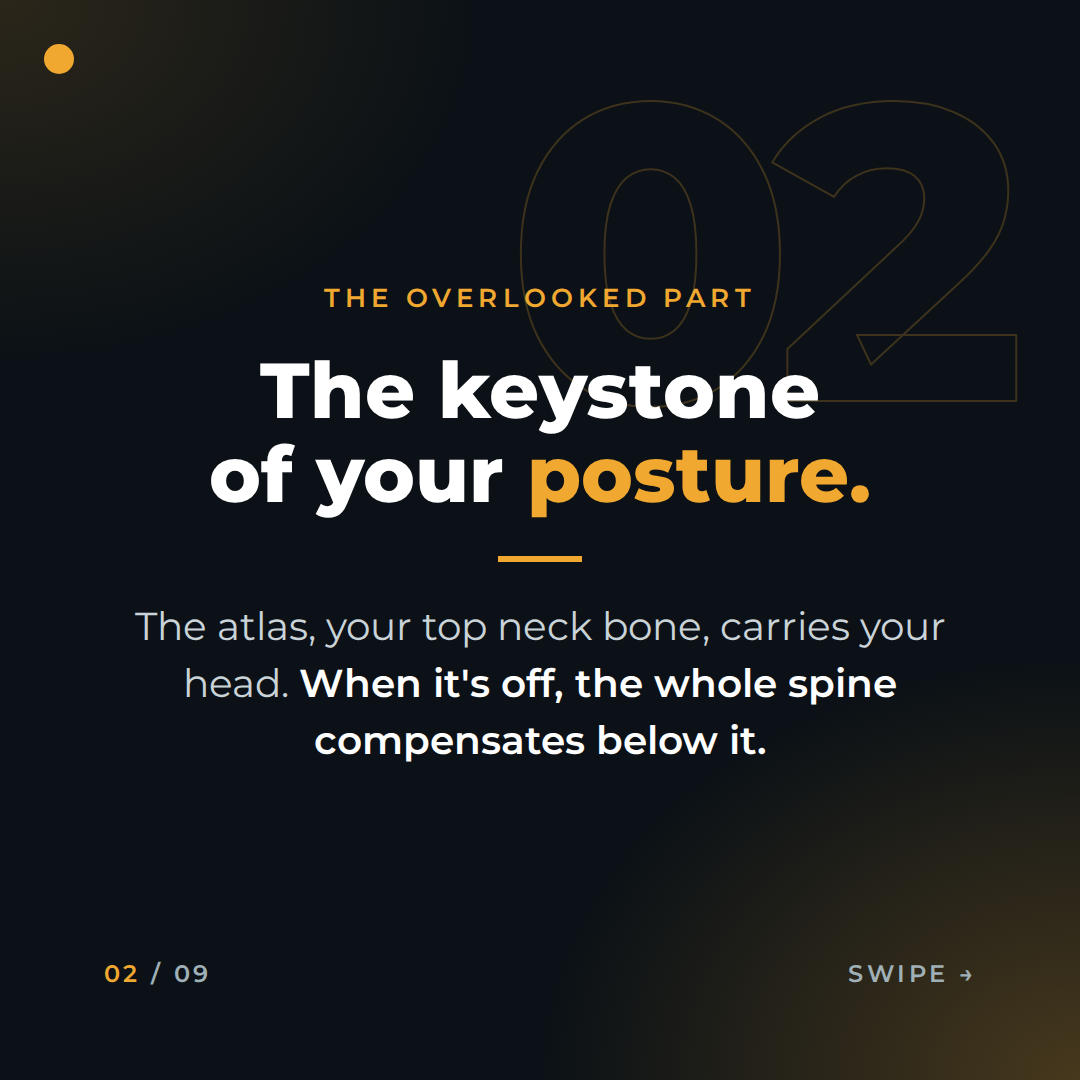 02
THE OVERLOOKED PART
The keystone
of your posture.
The atlas, your top neck bone, carries your
head. When it's off, the whole spine
compensates below it.
02 / 09
SWIPE →